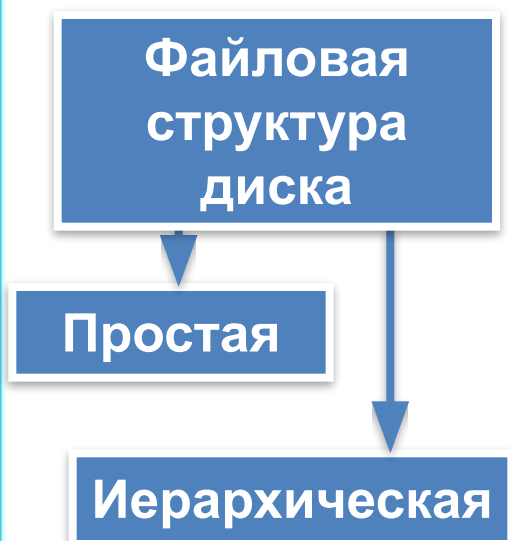 Файловая
структура
диска
Простая
Иерархическая